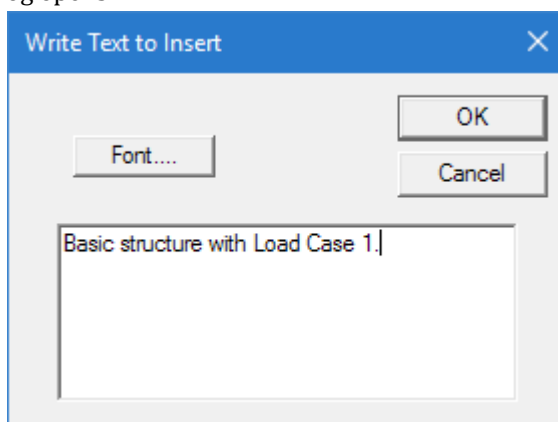 Write Text to Insert
OK
Font....
Cancel
Basic structure with Load Case 1.